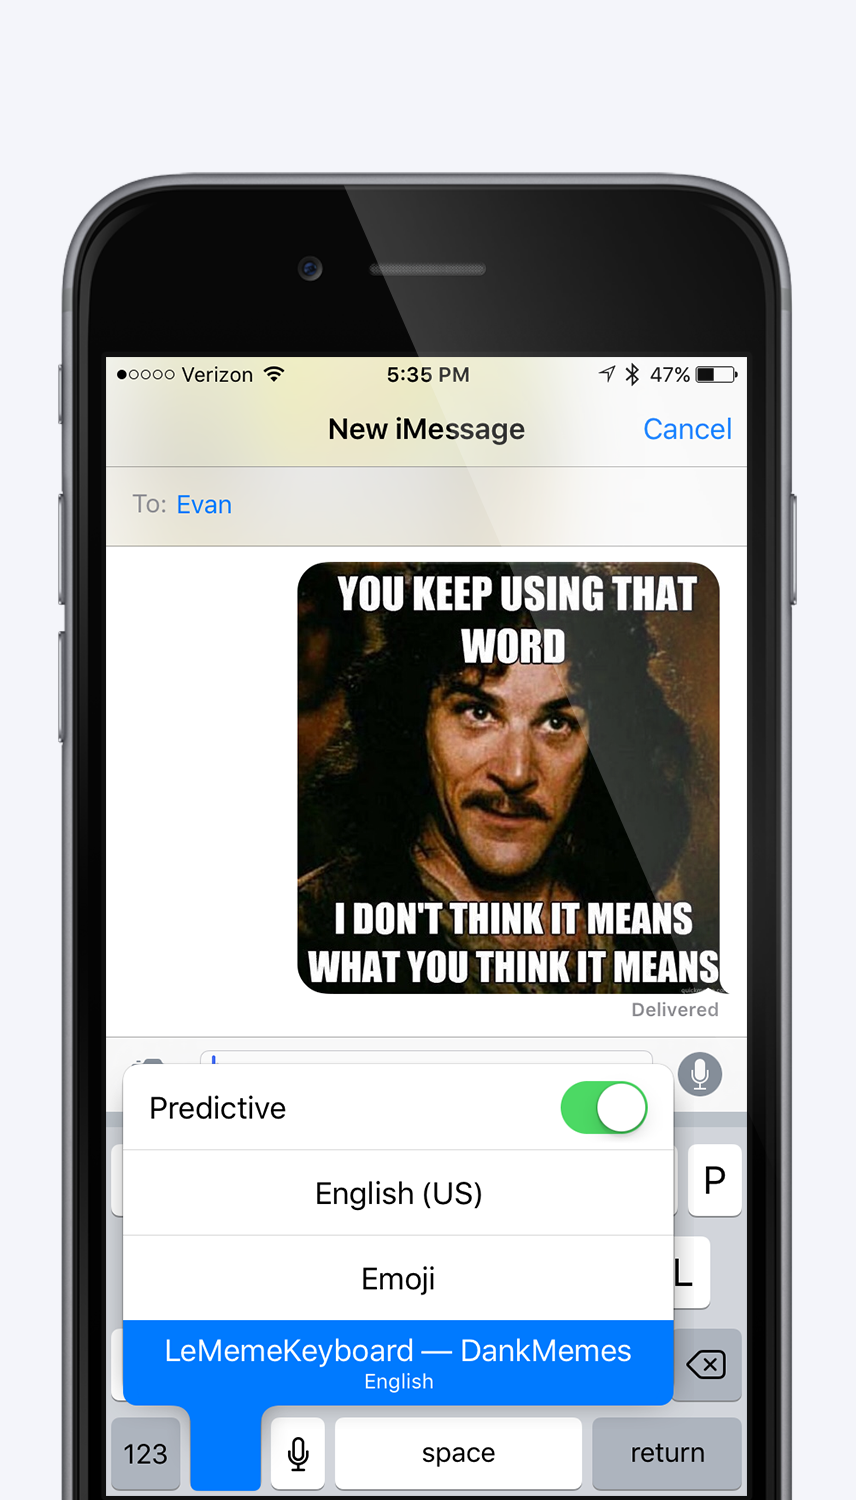 Verizon 5:35 PM 47%
New iMessage Cancel
To: Evan
YOU KEEP USING THAT
WORD
I DON'T THINK IT MEANS
WHAT YOU THINK IT MEANS
Delivered
Predictive
English (US)
P
Emoji
L
LeMemeKeyboard — DankMemes
English
123 space return